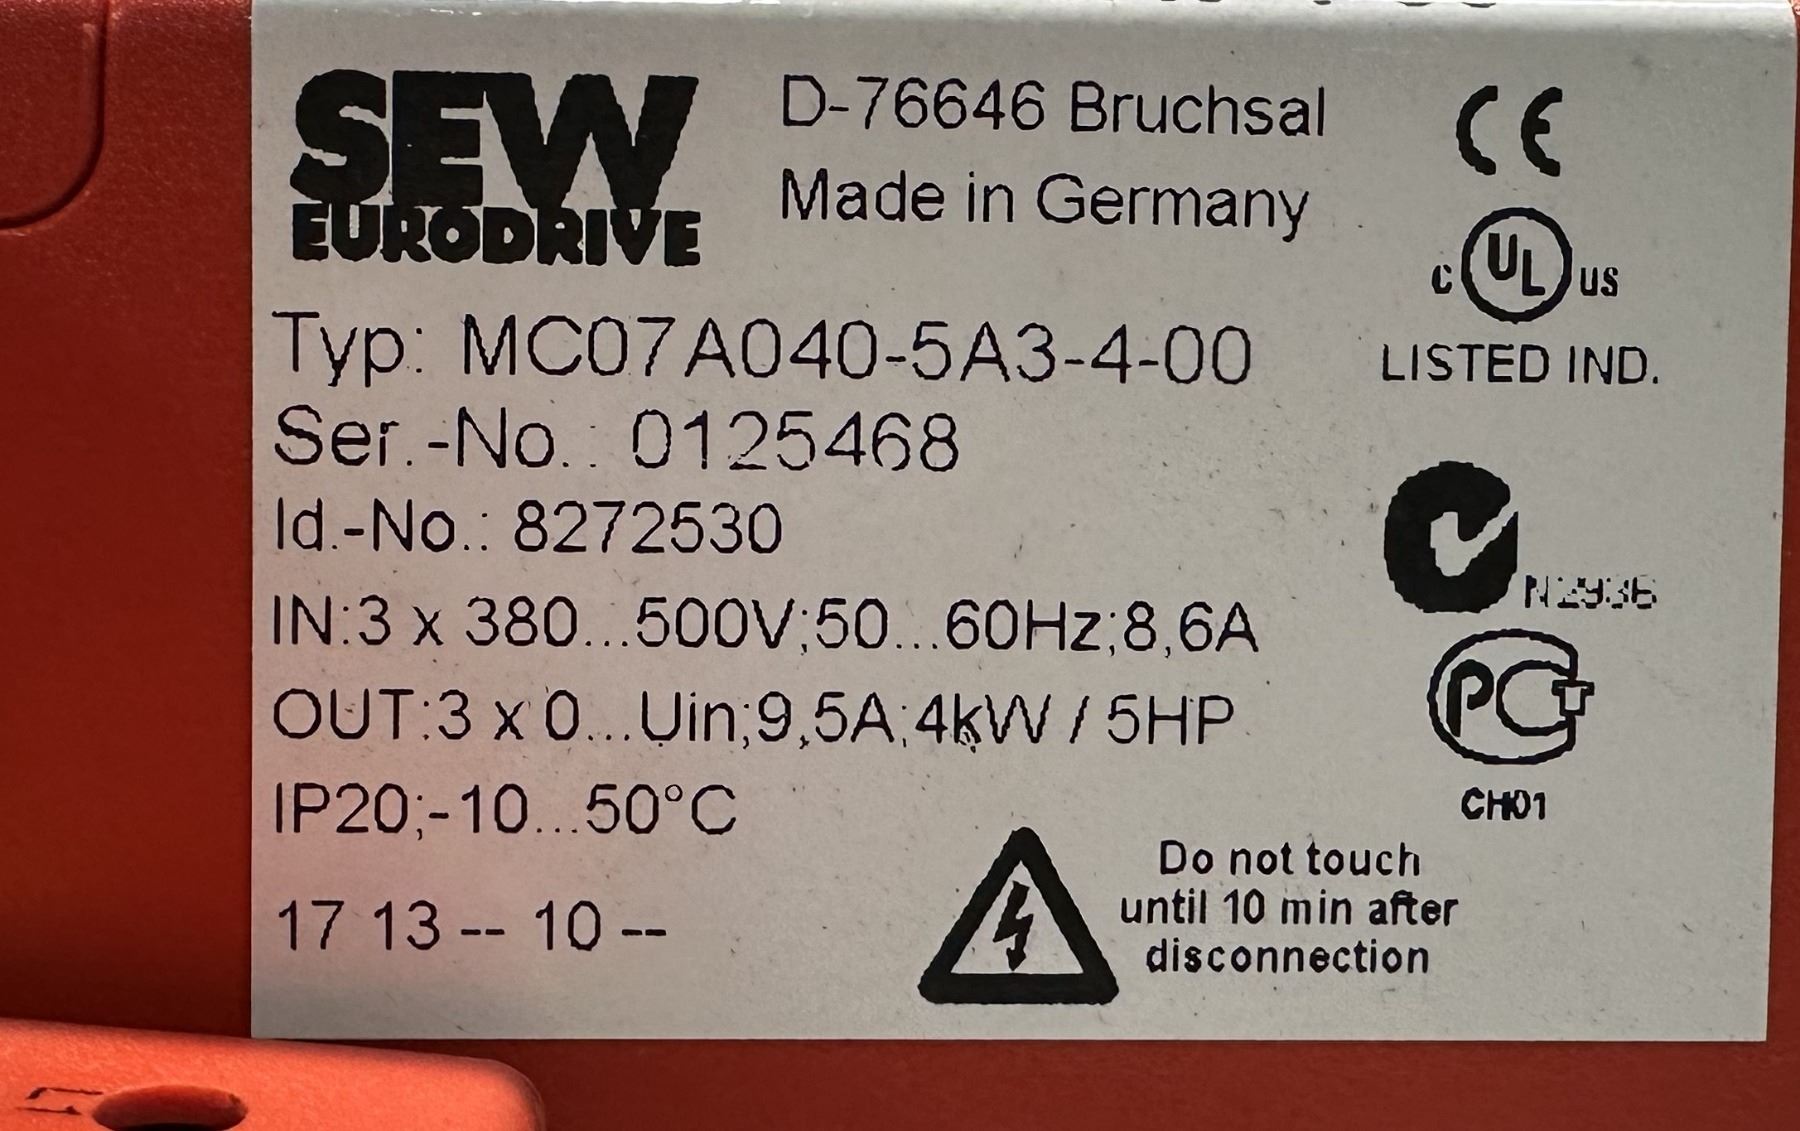 SEW
EURODRIVE
D-76646 Bruchsal
Made in Germany
CE
c UL us
LISTED IND.
Typ: MC07A040-5A3-4-00
Ser.-No.: 0125468
Id.-No.: 8272530
N2936
IN:3 x 380...500V;50...60Hz;8,6A
OUT:3 x 0...Uin;9,5A;4kW / 5HP
PCT
IP20;-10...50°C
CH01
17 13 -- 10 --
Do not touch
until 10 min after
disconnection